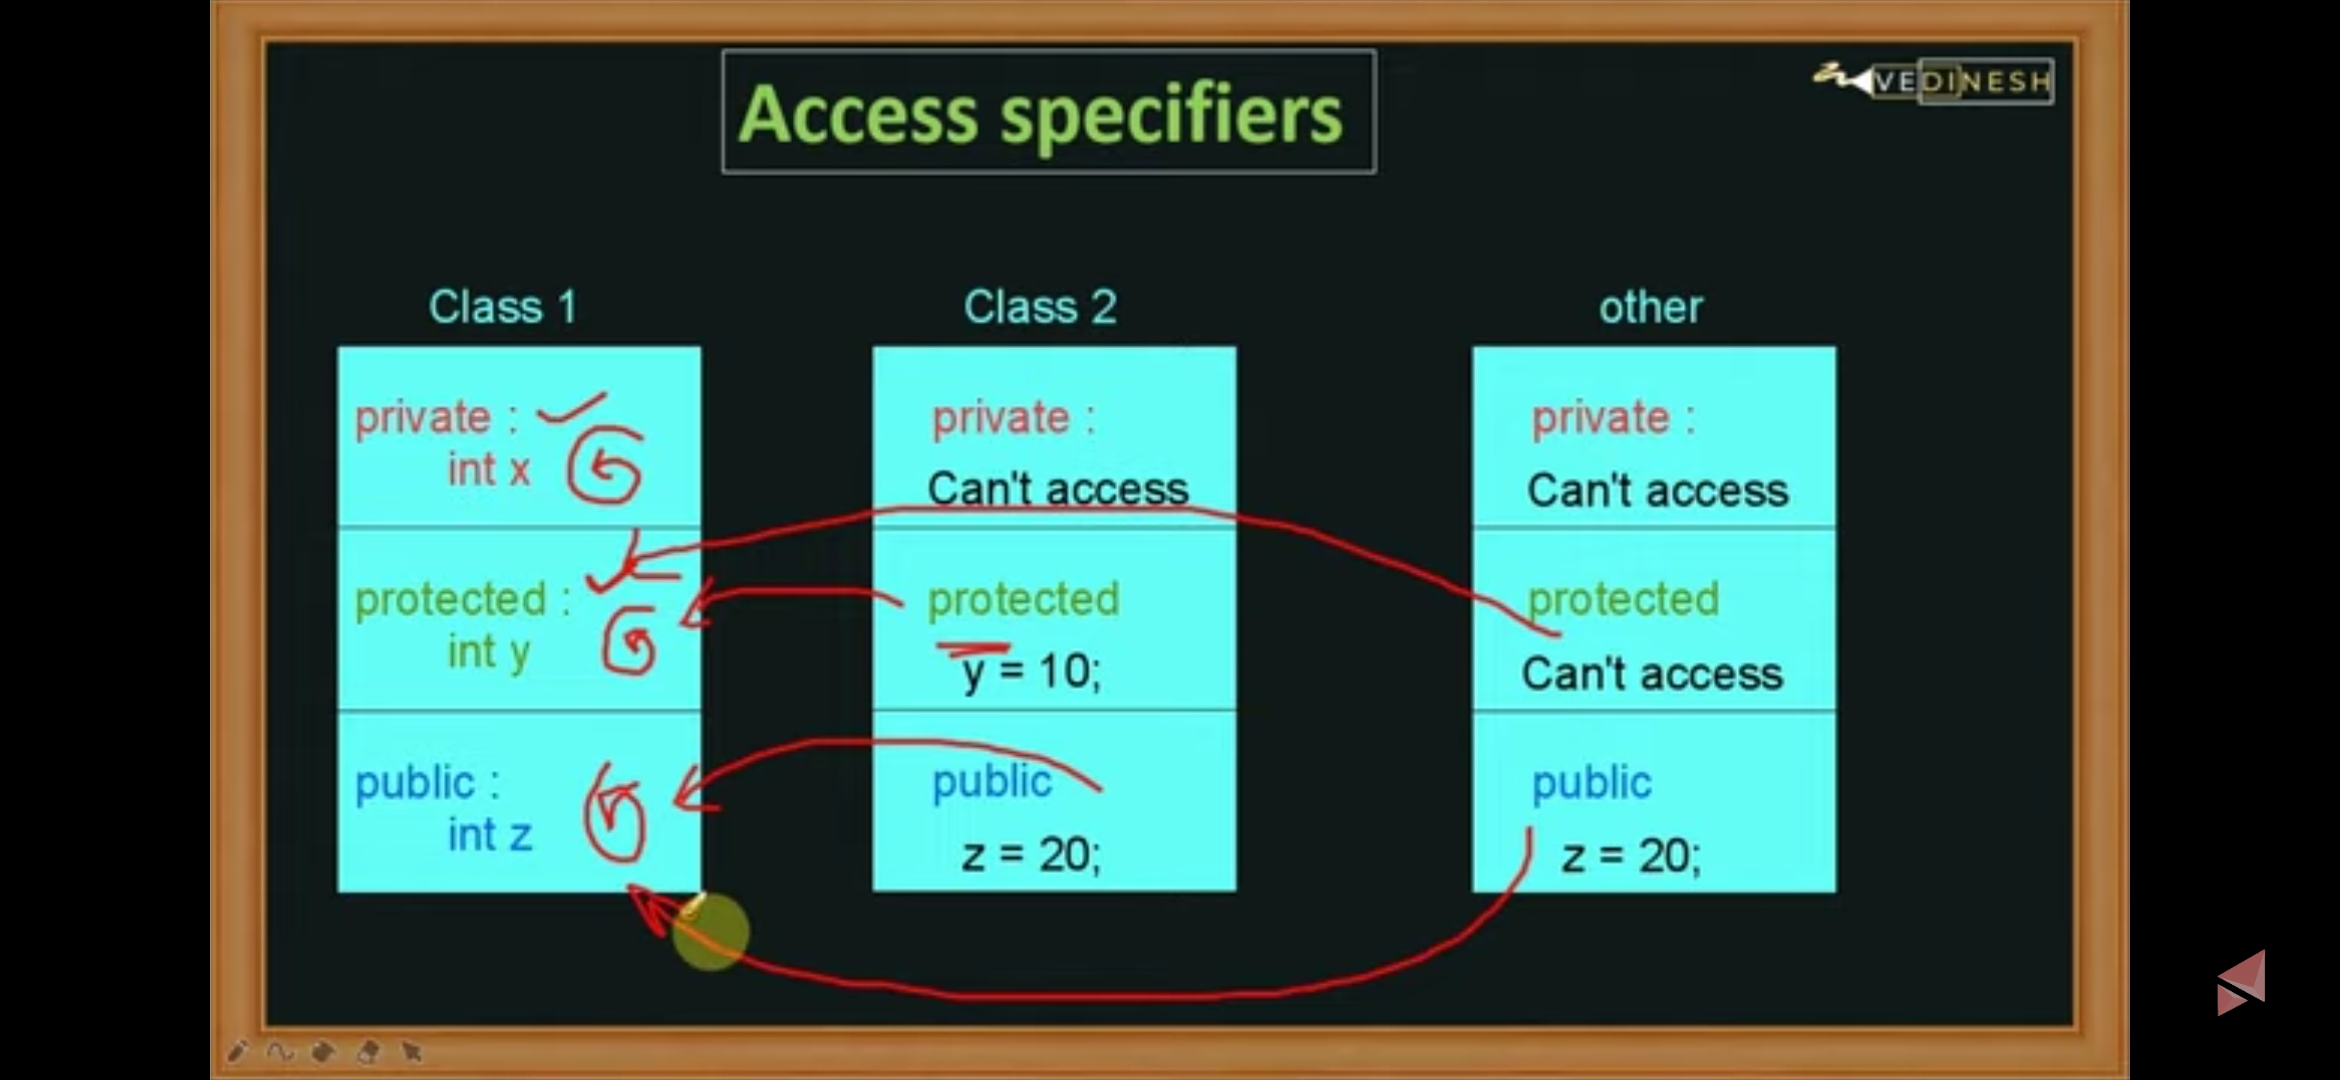 Access specifiers
VEDINESH
Class 1
private :
int x
protected :
int y
public :
int z
Class 2
private :
Can't access
protected
y = 10;
public
z = 20;
other
private :
Can't access
protected
Can't access
public
z = 20;